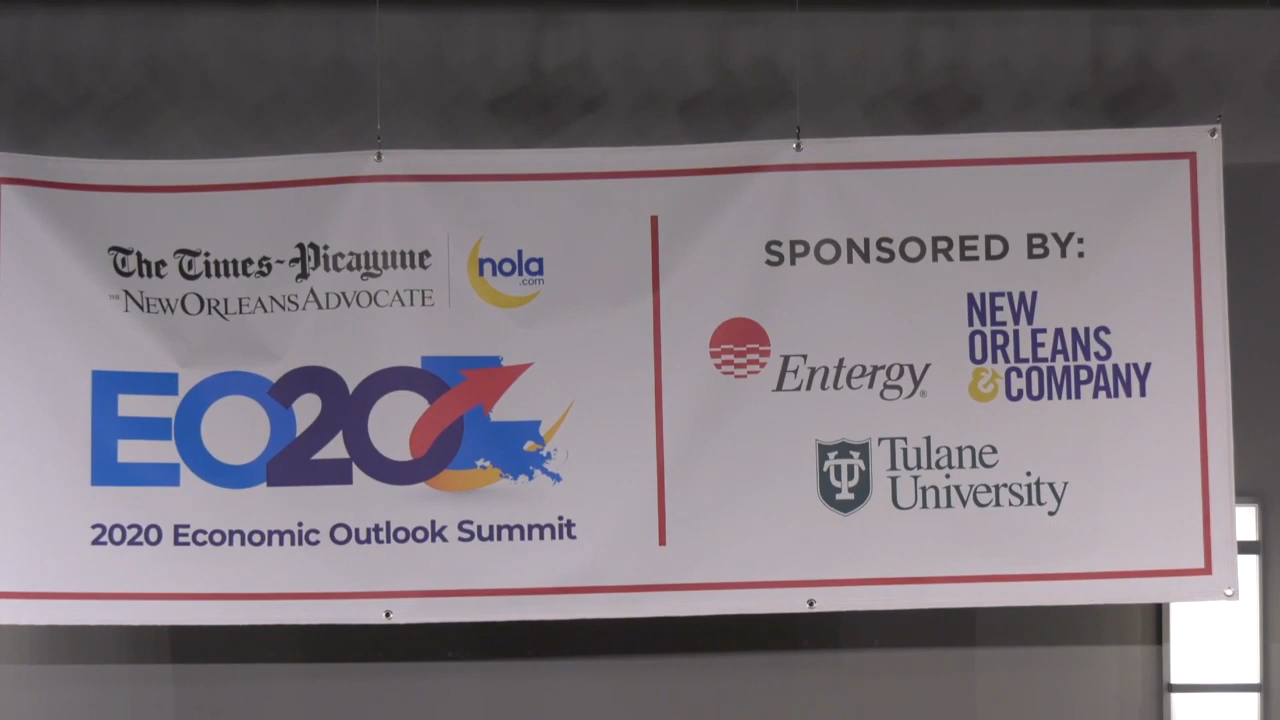 The Times-Picayune
THE NEW ORLEANS ADVOCATE
nola
.com
EO20
2020 Economic Outlook Summit
SPONSORED BY:
Entergy®
NEW
ORLEANS
&COMPANY
TU
Tulane
University